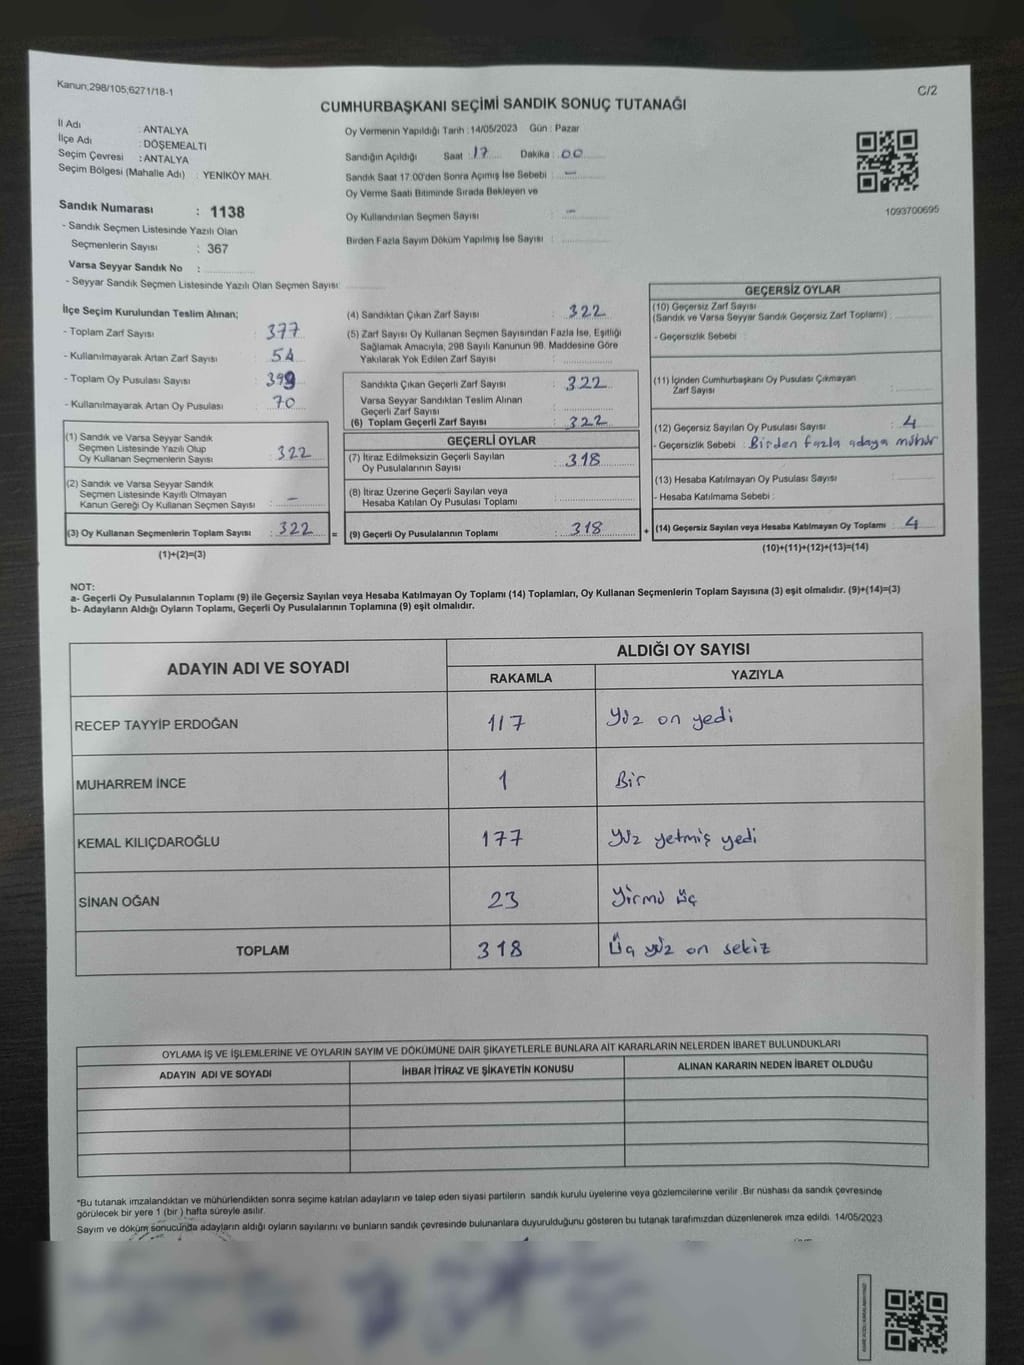 Kanun;298/105;6271/18-1
C/2
CUMHURBAŞKANI SEÇİMİ SANDIK SONUÇ TUTANAĞI
İl Adı : ANTALYA
İlçe Adı : DÖŞEMEALTI
Seçim Çevresi : ANTALYA
Seçim Bölgesi (Mahalle Adı) : YENİKÖY MAH.
Oy Vermenin Yapıldığı Tarih : 14/05/2023 Gün : Pazar
Sandığın Açıldığı Saat : 17 Dakika : 00
Sandık Saat 17:00'den Sonra Açımış İse Sebebi : —
Oy Verme Saati Bitiminde Sırada Bekleyen ve
Oy Kullandırılan Seçmen Sayısı : —
Birden Fazla Sayım Döküm Yapılmış İse Sayısı :
1093700695
Sandık Numarası : 1138
- Sandık Seçmen Listesinde Yazılı Olan
Seçmenlerin Sayısı : 367
Varsa Seyyar Sandık No :
- Seyyar Sandık Seçmen Listesinde Yazılı Olan Seçmen Sayısı:
İlçe Seçim Kurulundan Teslim Alınan;
- Toplam Zarf Sayısı : 377
- Kullanılmayarak Artan Zarf Sayısı :
- Toplam Oy Pusulası Sayısı :
- Kullanılmayarak Artan Oy Pusulası : 70
(1) Sandık ve Varsa Seyyar Sandık
Seçmen Listesinde Yazılı Olup
Oy Kullanan Seçmenlerin Sayısı : 322
(2) Sandık ve Varsa Seyyar Sandık
Seçmen Listesinde Kayıtlı Olmayan
Kanun Gereği Oy Kullanan Seçmen Sayısı : —
(3) Oy Kullanan Seçmenlerin Toplam Sayısı : 322 =
(1)+(2)=(3)
(4) Sandıktan Çıkan Zarf Sayısı : 322
(5) Zarf Sayısı Oy Kullanan Seçmen Sayısından Fazla İse, Eşitliği
Sağlamak Amacıyla, 298 Sayılı Kanunun 98. Maddesine Göre
Yakılarak Yok Edilen Zarf Sayısı :
Sandıkta Çıkan Geçerli Zarf Sayısı : 322
Varsa Seyyar Sandıktan Teslim Alınan
Geçerli Zarf Sayısı :
(6) Toplam Geçerli Zarf Sayısı : 322
GEÇERLİ OYLAR
(7) İtiraz Edilmeksizin Geçerli Sayılan
Oy Pusulalarının Sayısı : 318
(8) İtiraz Üzerine Geçerli Sayılan veya
Hesaba Katılan Oy Pusulası Toplamı :
(9) Geçerli Oy Pusulalarının Toplamı : 318 +
GEÇERSİZ OYLAR
(10) Geçersiz Zarf Sayısı
(Sandık ve Varsa Seyyar Sandık Geçersiz Zarf Toplamı) :
- Geçersizlik Sebebi :
(11) İçinden Cumhurbaşkanı Oy Pusulası Çıkmayan
Zarf Sayısı :
(12) Geçersiz Sayılan Oy Pusulası Sayısı : 4
- Geçersizlik Sebebi : Birden fazla adaya mühür
(13) Hesaba Katılmayan Oy Pusulası Sayısı :
- Hesaba Katılmama Sebebi :
(14) Geçersiz Sayılan veya Hesaba Katılmayan Oy Toplamı : 4
(10)+(11)+(12)+(13)=(14)
NOT:
a- Geçerli Oy Pusulalarının Toplamı (9) ile Geçersiz Sayılan veya Hesaba Katılmayan Oy Toplamı (14) Toplamları, Oy Kullanan Seçmenlerin Toplam Sayısına (3) eşit olmalıdır. (9)+(14)=(3)
b- Adayların Aldığı Oyların Toplamı, Geçerli Oy Pusulalarının Toplamına (9) eşit olmalıdır.
ADAYIN ADI VE SOYADI
ALDIĞI OY SAYISI
RAKAMLA YAZIYLA
RECEP TAYYİP ERDOĞAN 117 Yüz on yedi
MUHARREM İNCE 1 Bir
KEMAL KILIÇDAROĞLU 177 Yüz yetmiş yedi
SİNAN OĞAN 23 Yirmi üç
TOPLAM 318 Üç yüz on sekiz
OYLAMA İŞ VE İŞLEMLERİNE VE OYLARIN SAYIM VE DÖKÜMÜNE DAİR ŞİKAYETLERLE BUNLARA AİT KARARLARIN NELERDEN İBARET BULUNDUKLARI
ADAYIN ADI VE SOYADI İHBAR İTİRAZ VE ŞİKAYETİN KONUSU ALINAN KARARIN NEDEN İBARET OLDUĞU
*Bu tutanak imzalandıktan ve mühürlendikten sonra seçime katılan adayların ve talep eden siyasi partilerin sandık kurulu üyelerine veya gözlemcilerine verilir .Bir nüshası da sandık çevresinde
görülecek bir yere 1 (bir ) hafta süreyle asılır.
Sayım ve döküm sonucunda adayların aldığı oyların sayılarını ve bunların sandık çevresinde bulunanlara duyurulduğunu gösteren bu tutanak tarafımızdan düzenlenerek imza edildi. 14/05/2023